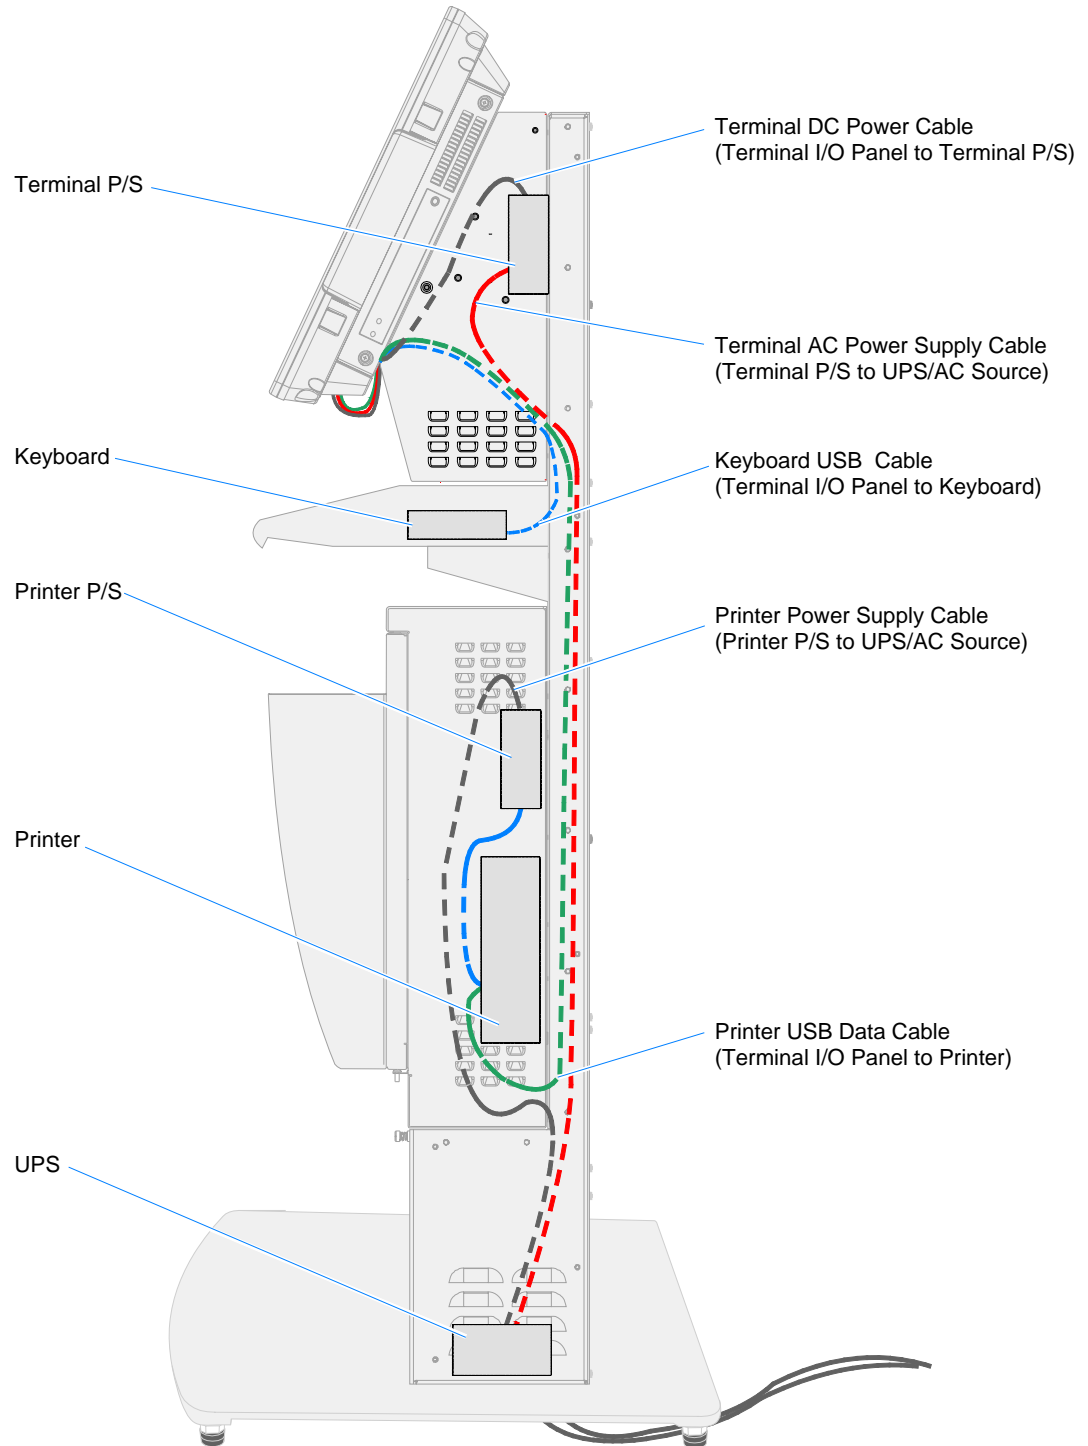 Terminal DC Power Cable
(Terminal I/O Panel to Terminal P/S)
Terminal P/S
Terminal AC Power Supply Cable
(Terminal P/S to UPS/AC Source)
Keyboard
Keyboard USB  Cable
(Terminal I/O Panel to Keyboard)
Printer P/S
Printer Power Supply Cable
(Printer P/S to UPS/AC Source)
Printer
Printer USB Data Cable
(Terminal I/O Panel to Printer)
UPS